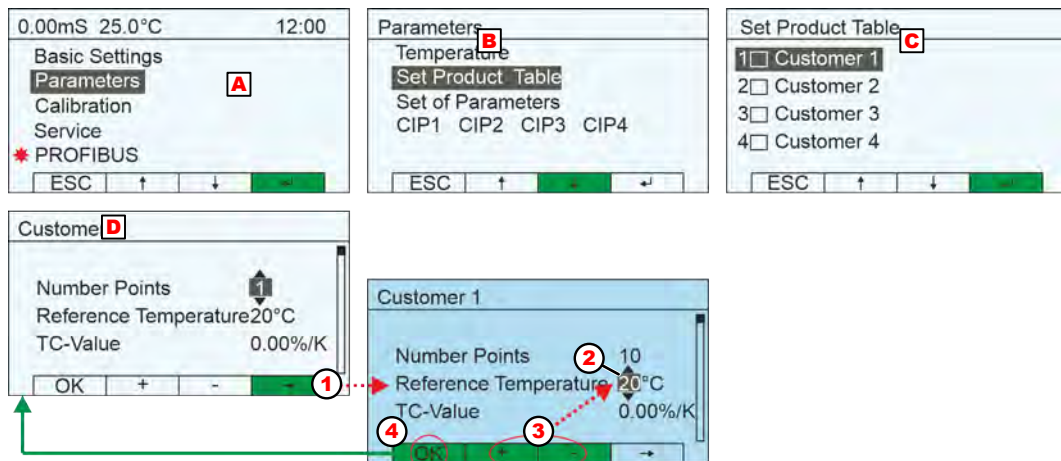 0.00mS 25.0°C 12:00
Basic Settings
Parameters
A
Calibration
Service
PROFIBUS
ESC ↑ ↓ ↵
Parameters
B
Temperature
Set Product Table
Set of Parameters
CIP1 CIP2 CIP3 CIP4
ESC ↑ ↓ ↵
Set Product Table
C
1□ Customer 1
2□ Customer 2
3□ Customer 3
4□ Customer 4
ESC ↑ ↓ ↵
Custome D
Number Points 1
Reference Temperature20°C
TC-Value 0.00%/K
OK + - → 1
Customer 1
Number Points 2 10
Reference Temperature 20°C
TC-Value 0.00%/K
4 3
OK + - →